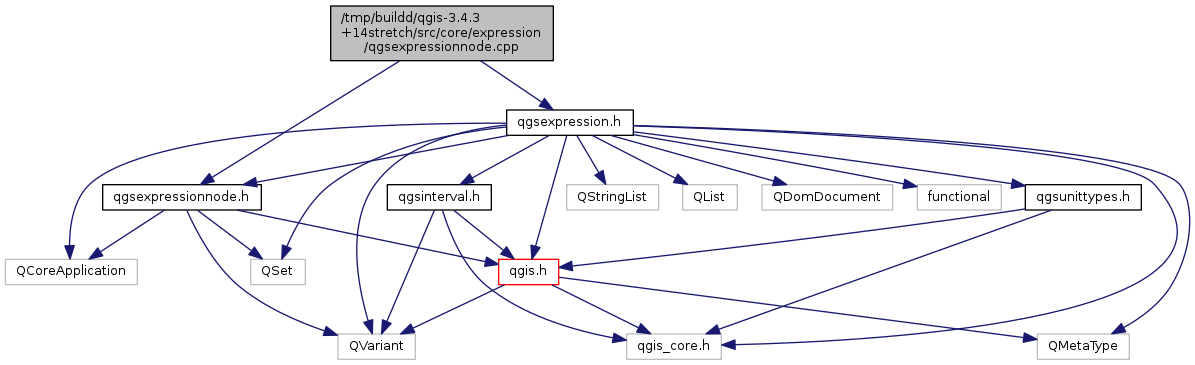 /tmp/buildd/qgis-3.4.3
+14stretch/src/core/expression
/qgsexpressionnode.cpp
qgsexpression.h
qgsexpressionnode.h
qgsinterval.h
QStringList
QList
QDomDocument
functional
qgsunittypes.h
QCoreApplication
QSet
qgis.h
QVariant
qgis_core.h
QMetaType